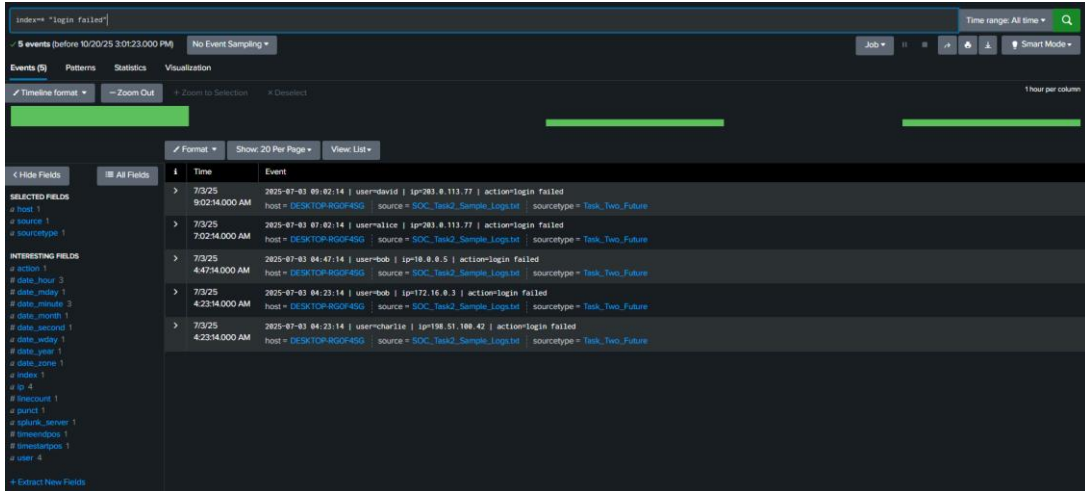 index=* "login failed"
Time range: All time
5 events (before 10/20/25 3:01:23.000 PM) No Event Sampling Job Smart Mode
Events (5) Patterns Statistics Visualization
Timeline format — Zoom Out + Zoom to Selection × Deselect 1 hour per column
Format Show: 20 Per Page View: List
< Hide Fields All Fields
SELECTED FIELDS
a host 1
a source 1
a sourcetype 1
INTERESTING FIELDS
a action 1
# date_hour 3
# date_mday 1
# date_minute 3
a date_month 1
# date_second 1
a date_wday 1
# date_year 1
a date_zone 1
a index 1
a ip 4
# linecount 1
a punct 1
a splunk_server 1
# timeendpos 1
# timestartpos 1
a user 4
+ Extract New Fields
i Time Event
> 7/3/25 2025-07-03 09:02:14 | user=david | ip=203.0.113.77 | action=login failed
9:02:14.000 AM host = DESKTOP-RG0F4SG source = SOC_Task2_Sample_Logs.txt sourcetype = Task_Two_Future
> 7/3/25 2025-07-03 07:02:14 | user=alice | ip=203.0.113.77 | action=login failed
7:02:14.000 AM host = DESKTOP-RG0F4SG source = SOC_Task2_Sample_Logs.txt sourcetype = Task_Two_Future
> 7/3/25 2025-07-03 04:47:14 | user=bob | ip=10.0.0.5 | action=login failed
4:47:14.000 AM host = DESKTOP-RG0F4SG source = SOC_Task2_Sample_Logs.txt sourcetype = Task_Two_Future
> 7/3/25 2025-07-03 04:23:14 | user=bob | ip=172.16.0.3 | action=login failed
4:23:14.000 AM host = DESKTOP-RG0F4SG source = SOC_Task2_Sample_Logs.txt sourcetype = Task_Two_Future
> 7/3/25 2025-07-03 04:23:14 | user=charlie | ip=198.51.100.42 | action=login failed
4:23:14.000 AM host = DESKTOP-RG0F4SG source = SOC_Task2_Sample_Logs.txt sourcetype = Task_Two_Future